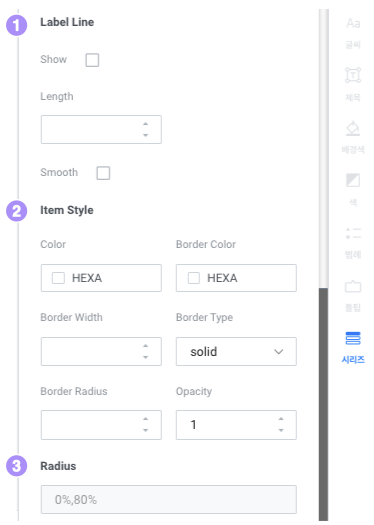 1 Label Line
Show
Length
Smooth
2 Item Style
Color Border Color
HEXA HEXA
Border Width Border Type
solid
Border Radius Opacity
1
3 Radius
0%,80%
Aa
글씨
T
제목
배경색
색
범례
툴팁
시리즈